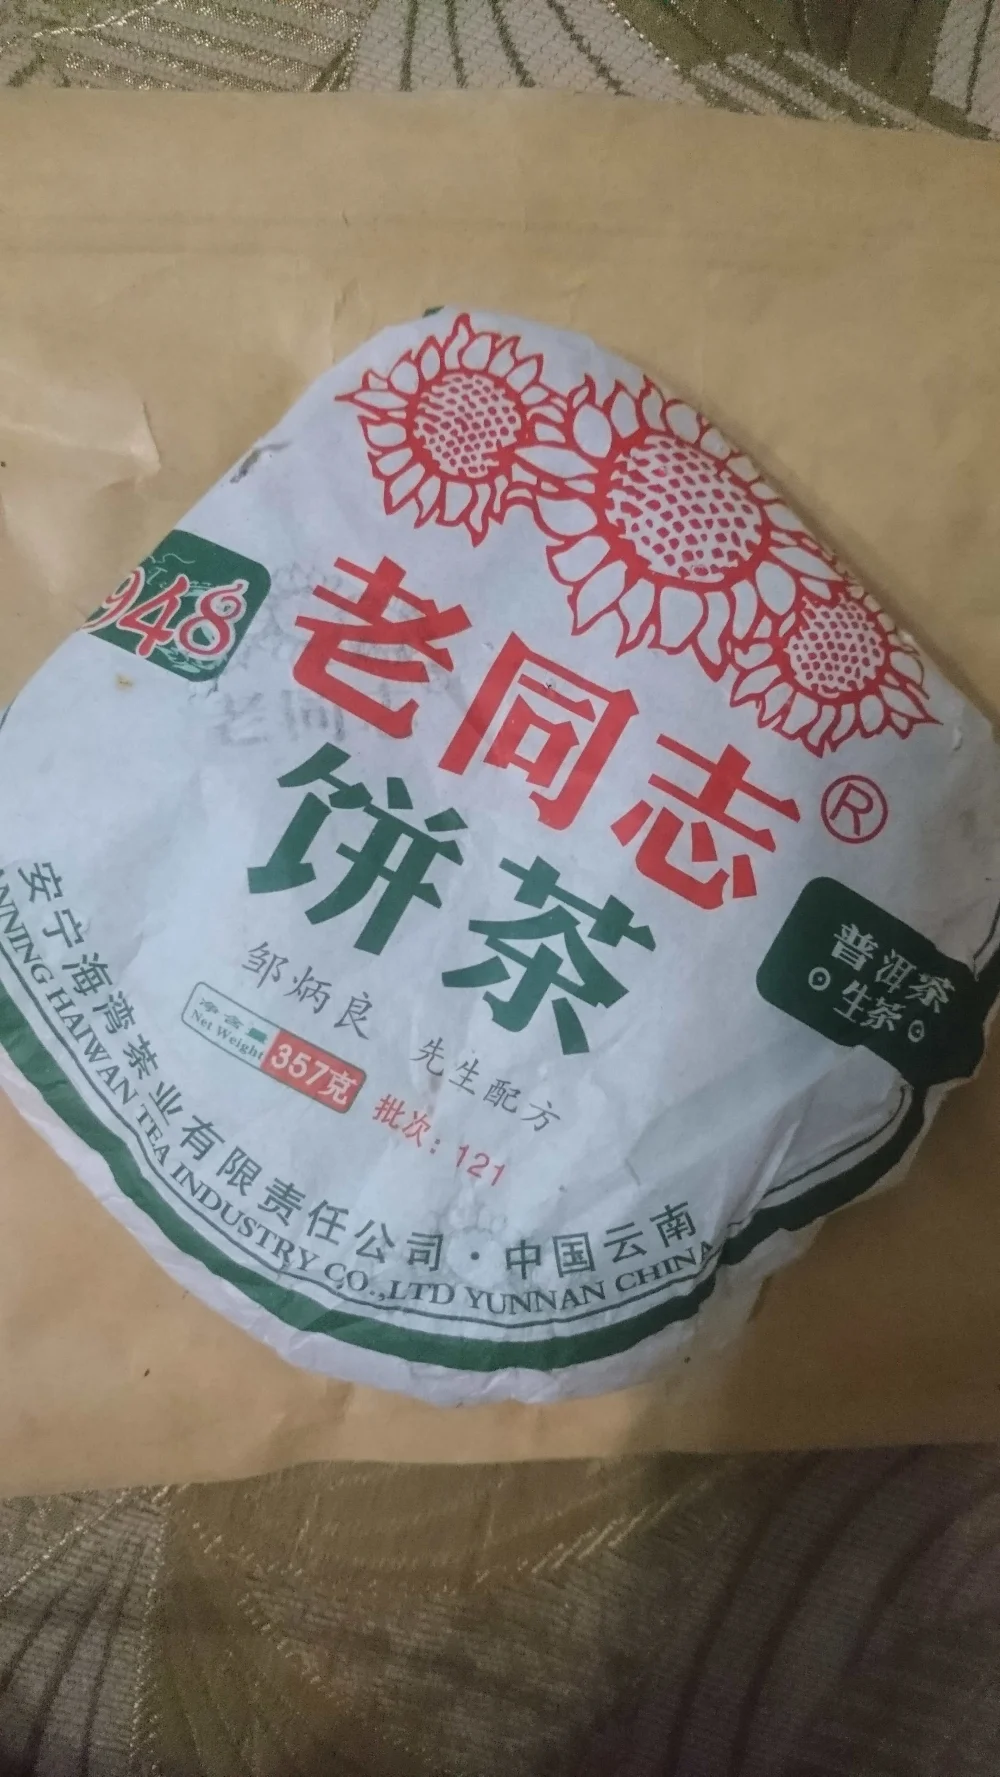 948
老同志
®
饼茶
普洱茶
生茶
邹炳良
先生配方
净含量
Net Weight
357克
批次：121
安宁海湾茶业有限责任公司·中国云南
ANNING HAIWAN TEA INDUSTRY CO.,LTD YUNNAN CHINA